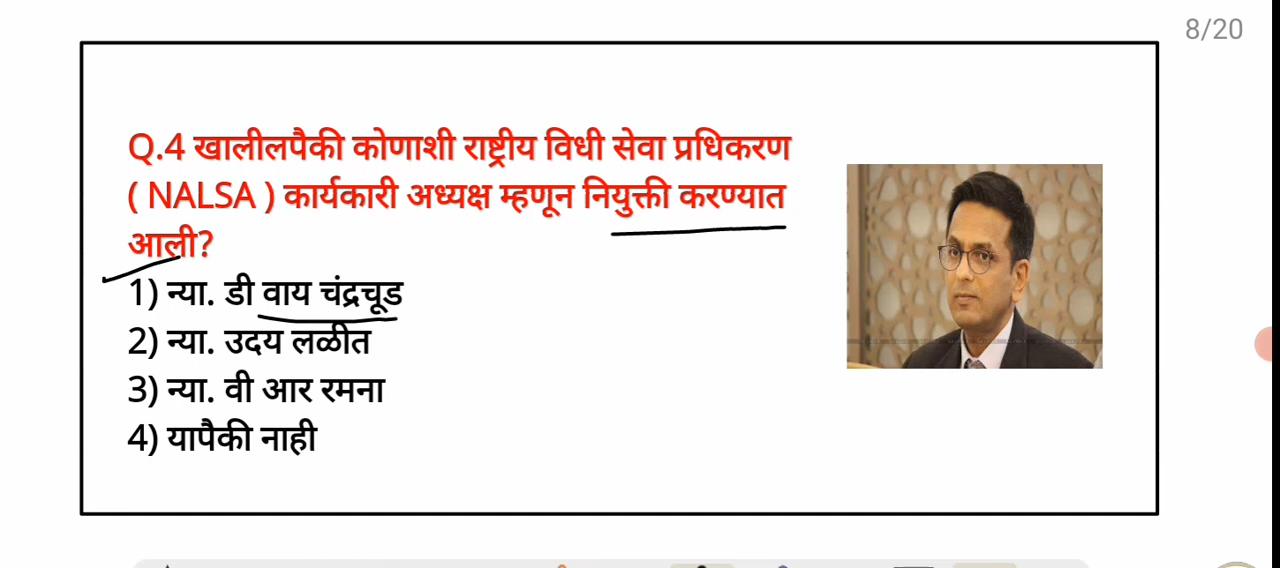 8/20
Q.4 खालीलपैकी कोणाशी राष्ट्रीय विधी सेवा प्रधिकरण
( NALSA ) कार्यकारी अध्यक्ष म्हणून नियुक्ती करण्यात
आली?
1) न्या. डी वाय चंद्रचूड
2) न्या. उदय लळीत
3) न्या. वी आर रमना
4) यापैकी नाही